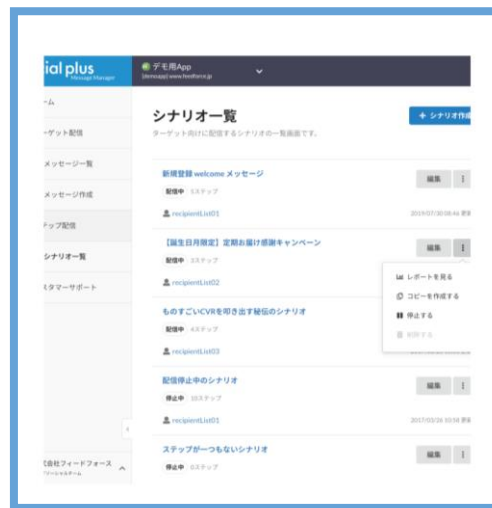 ial plus
Message Manager
デモ用App
[demoapp] www.feedforce.jp
ーム
ーゲット配信
メッセージ一覧
メッセージ作成
テップ配信
シナリオ一覧
スタマーサポート
式会社フィードフォース
シナリオ一覧
ターゲット向けに配信するシナリオの一覧画面です。
+ シナリオ作成
新規登録 welcome メッセージ
配信中 5ステップ
recipientList01
編集
2019/07/30 08:46 更新
【誕生日月限定】定期お届け感謝キャンペーン
配信中 3ステップ
recipientList02
編集
レポートを見る
コピーを作成する
停止する
削除する
ものすごいCVRを叩き出す秘伝のシナリオ
配信中 4ステップ
recipientList03
配信停止中のシナリオ
停止中 10ステップ
recipientList01
編集
2017/03/26 10:58 更新
ステップが一つもないシナリオ
停止中 0ステップ
編集